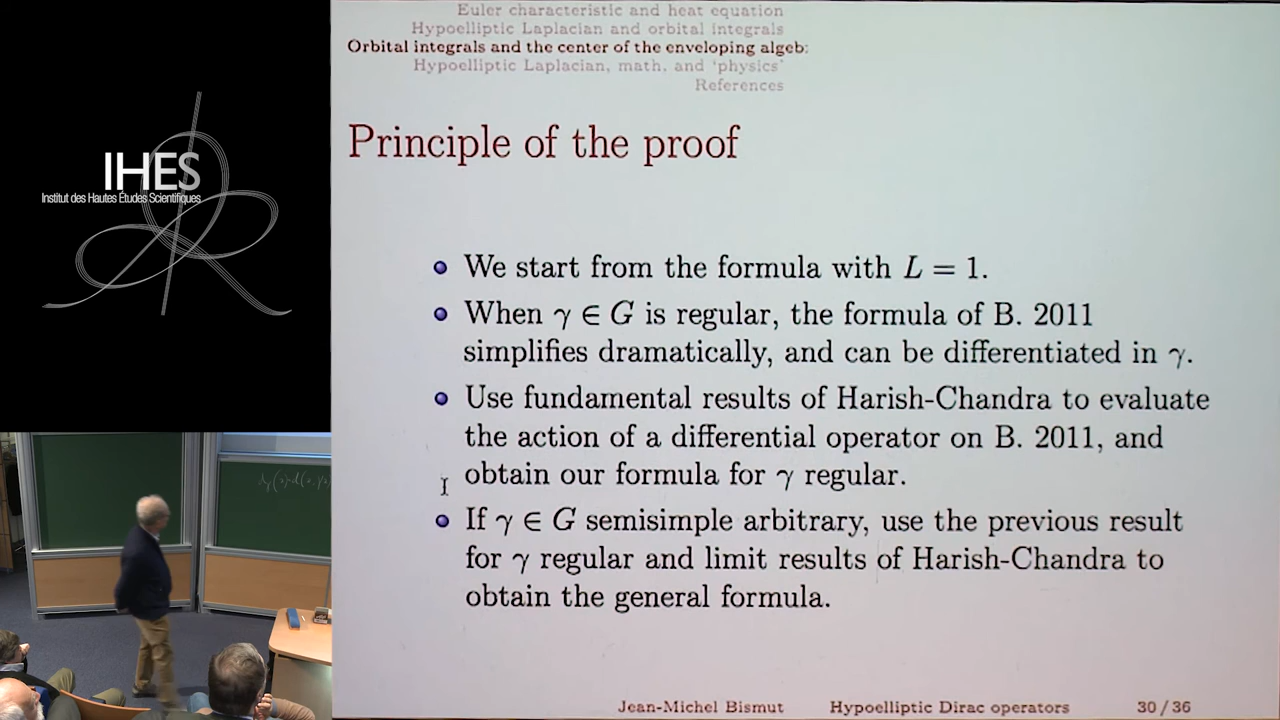 IHES
Institut des Hautes Études Scientifiques
Euler characteristic and heat equation
Hypoelliptic Laplacian and orbital integrals
Orbital integrals and the center of the enveloping algeb:
Hypoelliptic Laplacian, math, and ‘physics’
References
Principle of the proof
We start from the formula with L = 1.
When γ ∈ G is regular, the formula of B. 2011
simplifies dramatically, and can be differentiated in γ.
Use fundamental results of Harish-Chandra to evaluate
the action of a differential operator on B. 2011, and
obtain our formula for γ regular.
If γ ∈ G semisimple arbitrary, use the previous result
for γ regular and limit results of Harish-Chandra to
obtain the general formula.
Jean-Michel Bismut Hypoelliptic Dirac operators 30 / 36